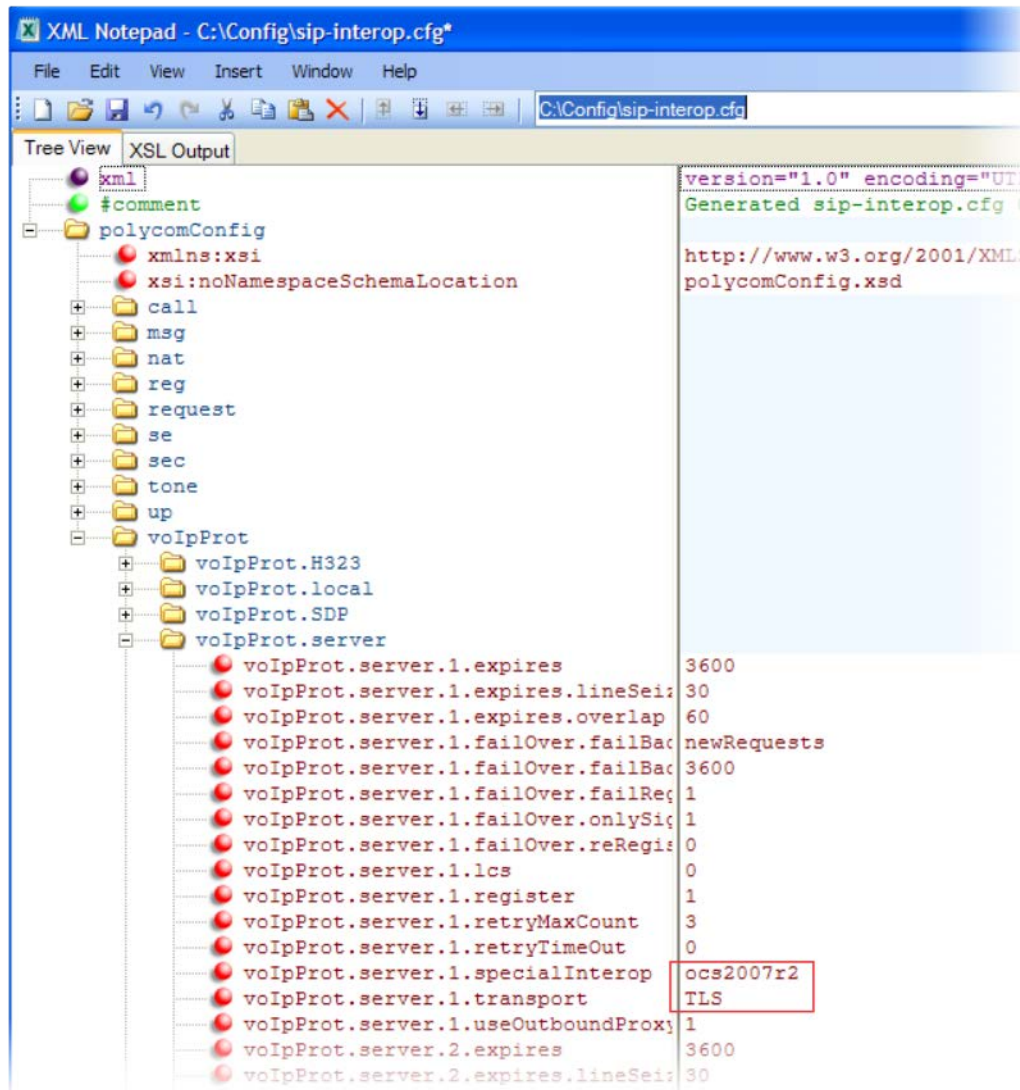 XML Notepad - C:\Config\sip-interop.cfg*
File Edit View Insert Window Help
C:\Config\sip-interop.cfg
Tree View XSL Output
xml version="1.0" encoding="UT
#comment Generated sip-interop.cfg
polycomConfig
xmlns:xsi http://www.w3.org/2001/XML
xsi:noNamespaceSchemaLocation polycomConfig.xsd
call
msg
nat
reg
request
se
sec
tone
up
voIpProt
voIpProt.H323
voIpProt.local
voIpProt.SDP
voIpProt.server
voIpProt.server.1.expires 3600
voIpProt.server.1.expires.lineSeiz 30
voIpProt.server.1.expires.overlap 60
voIpProt.server.1.failOver.failBac newRequests
voIpProt.server.1.failOver.failBac 3600
voIpProt.server.1.failOver.failReg 1
voIpProt.server.1.failOver.onlySig 1
voIpProt.server.1.failOver.reRegis 0
voIpProt.server.1.lcs 0
voIpProt.server.1.register 1
voIpProt.server.1.retryMaxCount 3
voIpProt.server.1.retryTimeOut 0
voIpProt.server.1.specialInterop ocs2007r2
voIpProt.server.1.transport TLS
voIpProt.server.1.useOutboundProxy 1
voIpProt.server.2.expires 3600
voIpProt.server.2.expires.lineSeiz 30